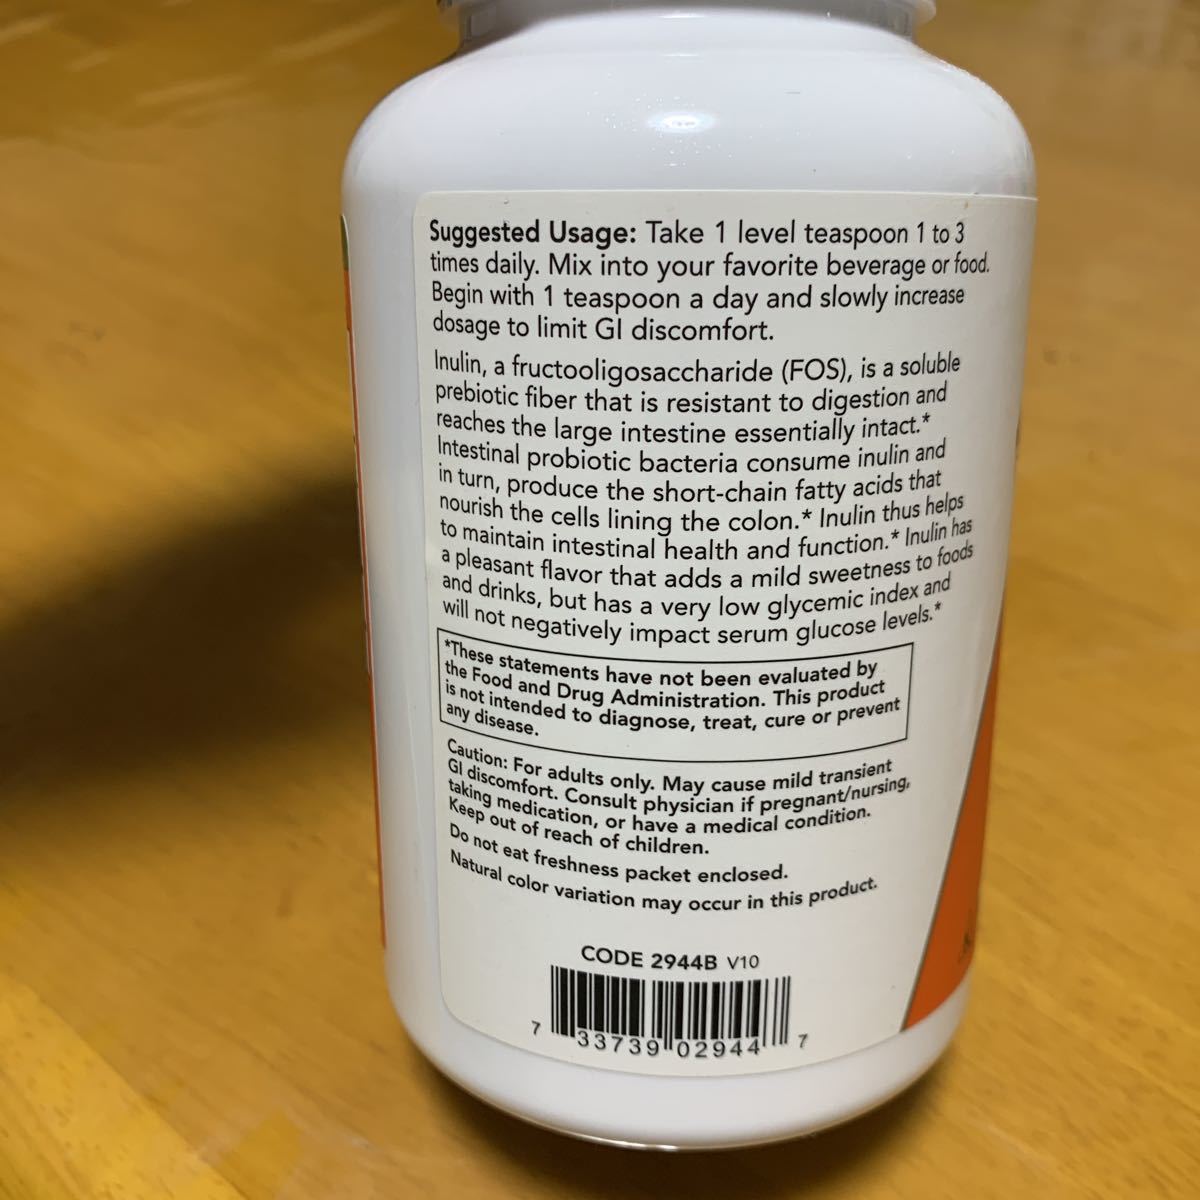 Suggested Usage: Take 1 level teaspoon 1 to 3
times daily. Mix into your favorite beverage or food.
Begin with 1 teaspoon a day and slowly increase
dosage to limit GI discomfort.
Inulin, a fructooligosaccharide (FOS), is a soluble
prebiotic fiber that is resistant to digestion and
reaches the large intestine essentially intact.*
Intestinal probiotic bacteria consume inulin and
in turn, produce the short-chain fatty acids that
nourish the cells lining the colon.* Inulin thus helps
to maintain intestinal health and function.* Inulin has
a pleasant flavor that adds a mild sweetness to foods
and drinks, but has a very low glycemic index and
will not negatively impact serum glucose levels.*
*These statements have not been evaluated by
the Food and Drug Administration. This product
is not intended to diagnose, treat, cure or prevent
any disease.
Caution: For adults only. May cause mild transient
GI discomfort. Consult physician if pregnant/nursing,
taking medication, or have a medical condition.
Keep out of reach of children.
Do not eat freshness packet enclosed.
Natural color variation may occur in this product.
CODE 2944B V10
7 33739 02944 7